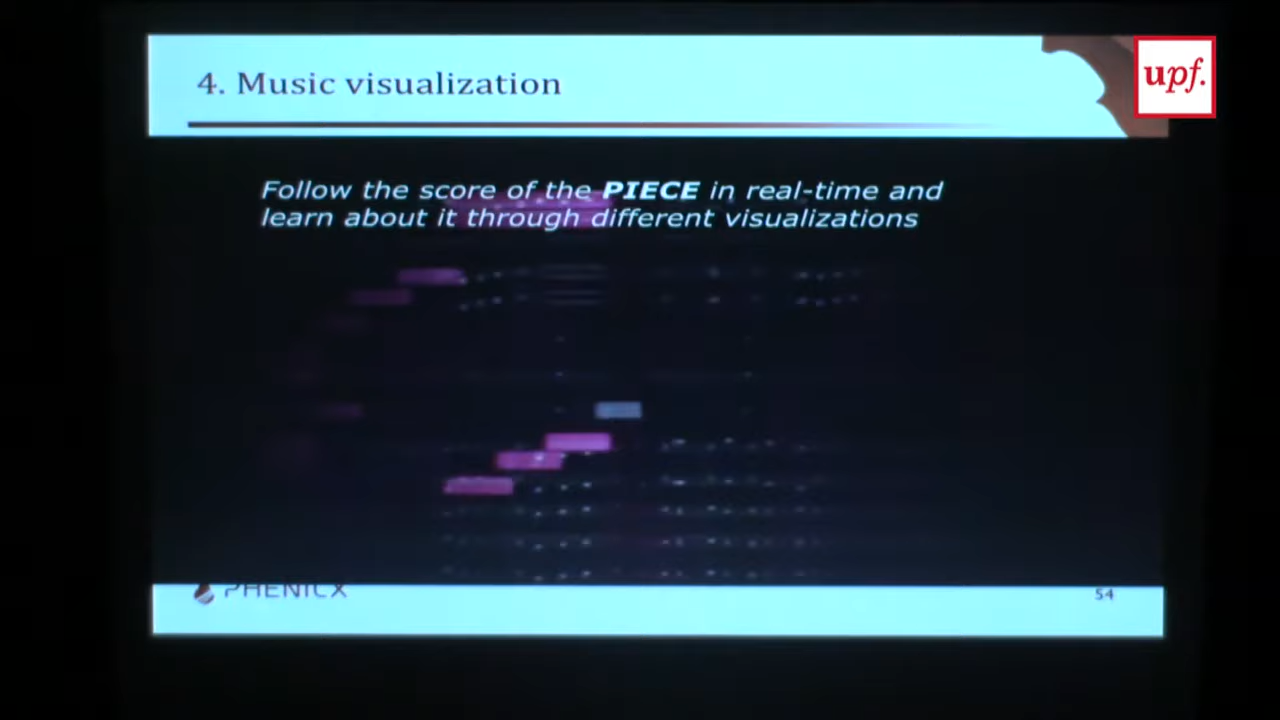 4. Music visualization
upf.
Follow the score of the PIECE in real-time and
learn about it through different visualizations
PHENICX
54